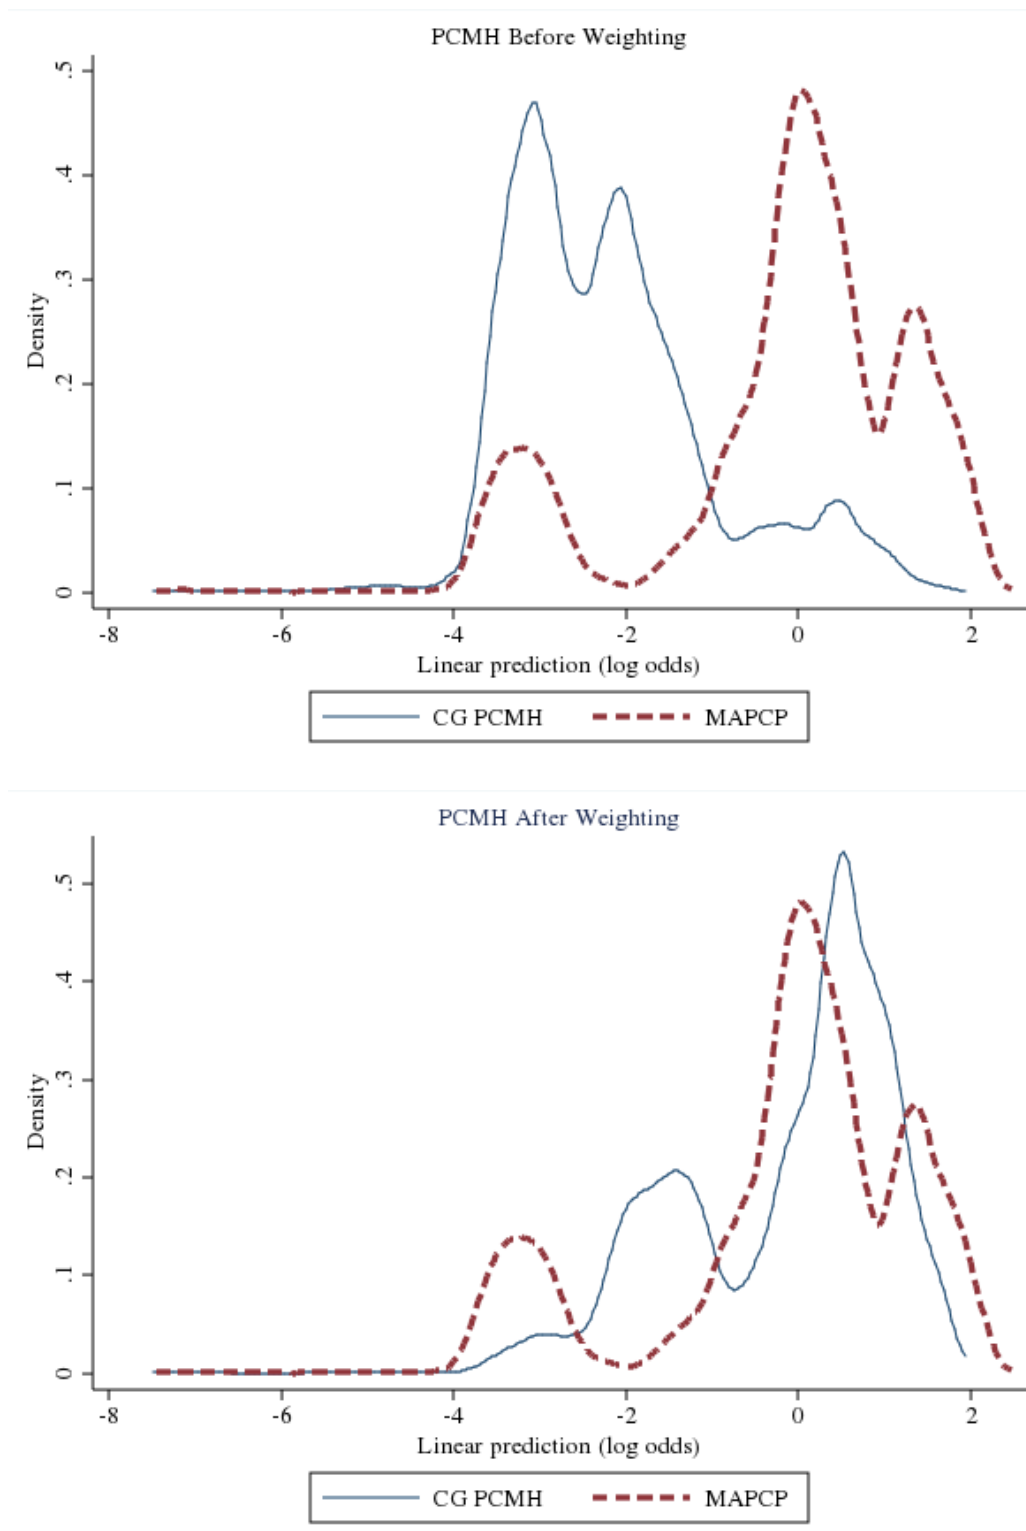 PCMH Before Weighting
.5
.4
.3
.2
.1
0
Density
-8 -6 -4 -2 0 2
Linear prediction (log odds)
CG PCMH MAPCP
PCMH After Weighting
.5
.4
.3
.2
.1
0
Density
-8 -6 -4 -2 0 2
Linear prediction (log odds)
CG PCMH MAPCP